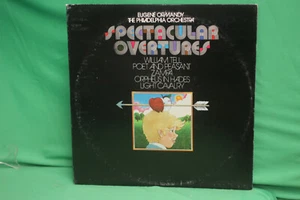 EUGENE ORMANDY
THE PHILADELPHIA ORCHESTRA
SPECTACULAR
OVERTURES
WILLIAM TELL
POET AND PEASANT
ZAMPA
ORPHEUS IN HADES
LIGHT CAVALRY